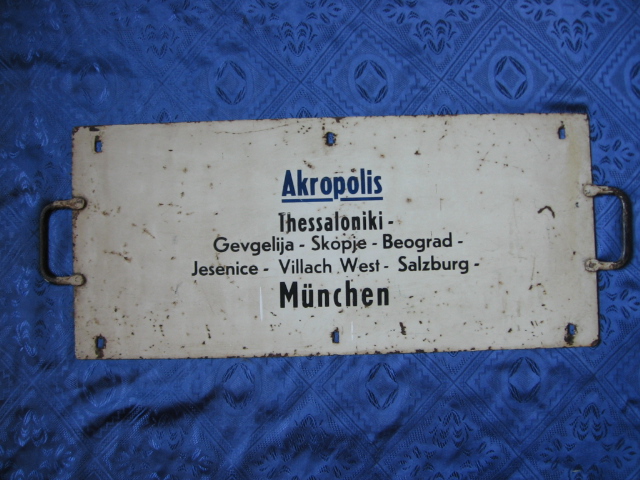 Akropolis
Thessaloniki -
Gevgelija - Skopje - Beograd -
Jesenice - Villach West - Salzburg -
München